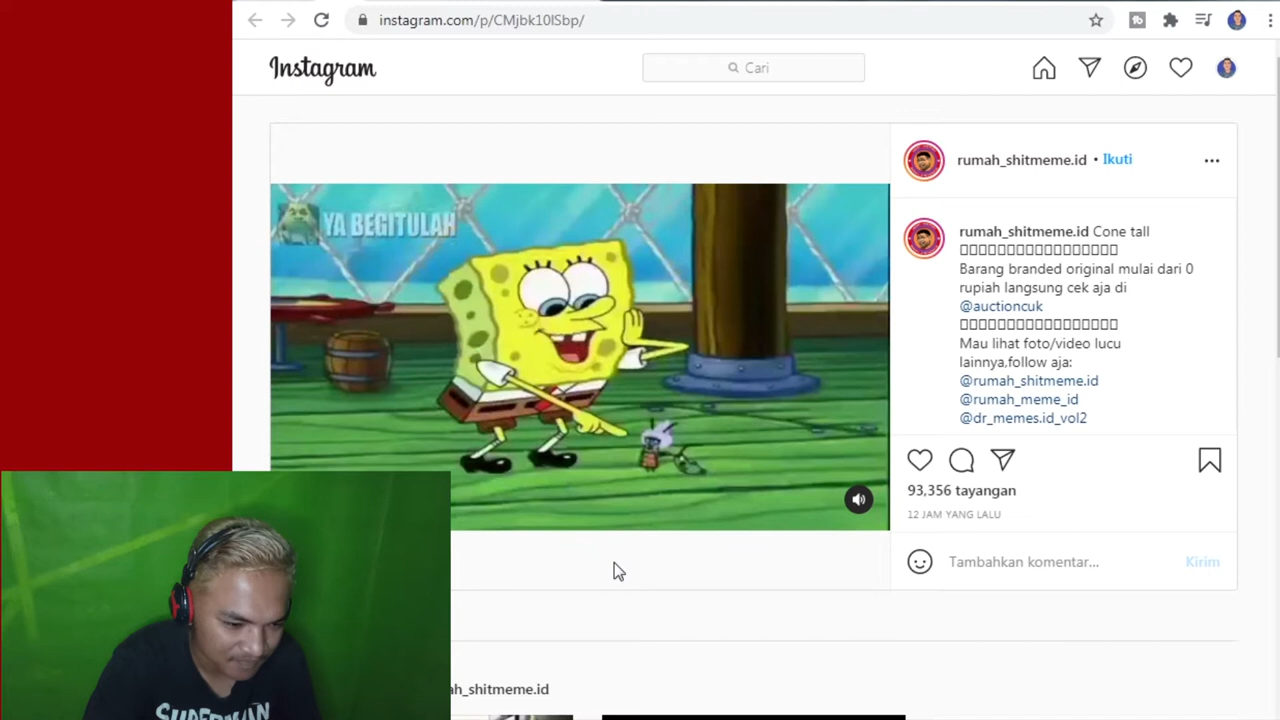 instagram.com/p/CMjbk10lSbp/
Instagram
Cari
YA BEGITULAH
rumah_shitmeme.id • Ikuti
rumah_shitmeme.id Cone tall
Barang branded original mulai dari 0
rupiah langsung cek aja di
@auctioncuk
Mau lihat foto/video lucu
lainnya,follow aja:
@rumah_shitmeme.id
@rumah_meme_id
@dr_memes.id_vol2
93,356 tayangan
12 JAM YANG LALU
Tambahkan komentar...
Kirim
ah_shitmeme.id
SUPERMAN